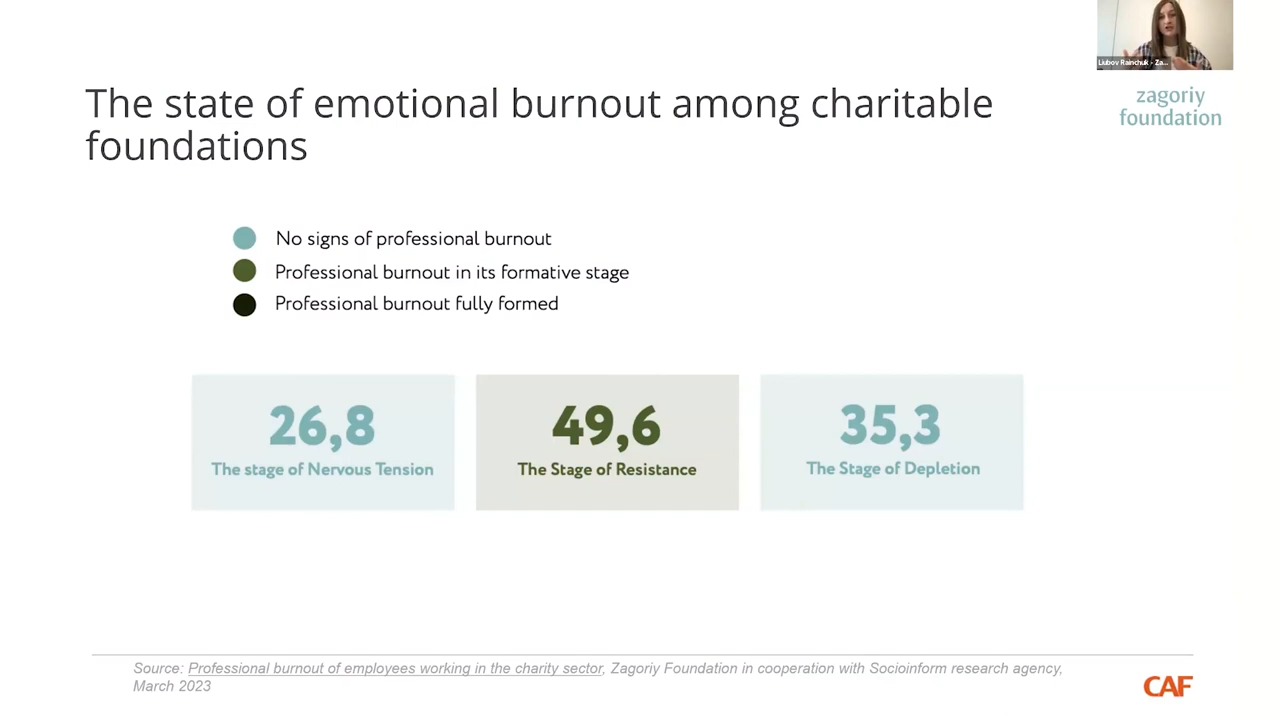 Liubov Rainchuk - Za...
The state of emotional burnout among charitable
foundations
zagoriy
foundation
No signs of professional burnout
Professional burnout in its formative stage
Professional burnout fully formed
26,8
The stage of Nervous Tension
49,6
The Stage of Resistance
35,3
The Stage of Depletion
Source: Professional burnout of employees working in the charity sector, Zagoriy Foundation in cooperation with Socioinform research agency,
March 2023
CAF